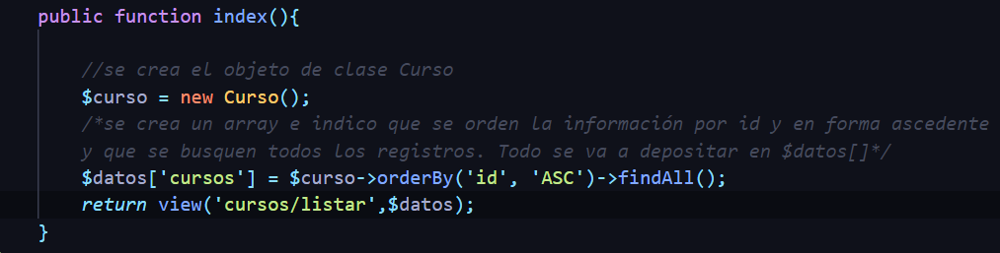 public function index(){
//se crea el objeto de clase Curso
$curso = new Curso();
/*se crea un array e indico que se orden la información por id y en forma ascedente
y que se busquen todos los registros. Todo se va a depositar en $datos[]*/
$datos['cursos'] = $curso->orderBy('id', 'ASC')->findAll();
return view('cursos/listar',$datos);
}